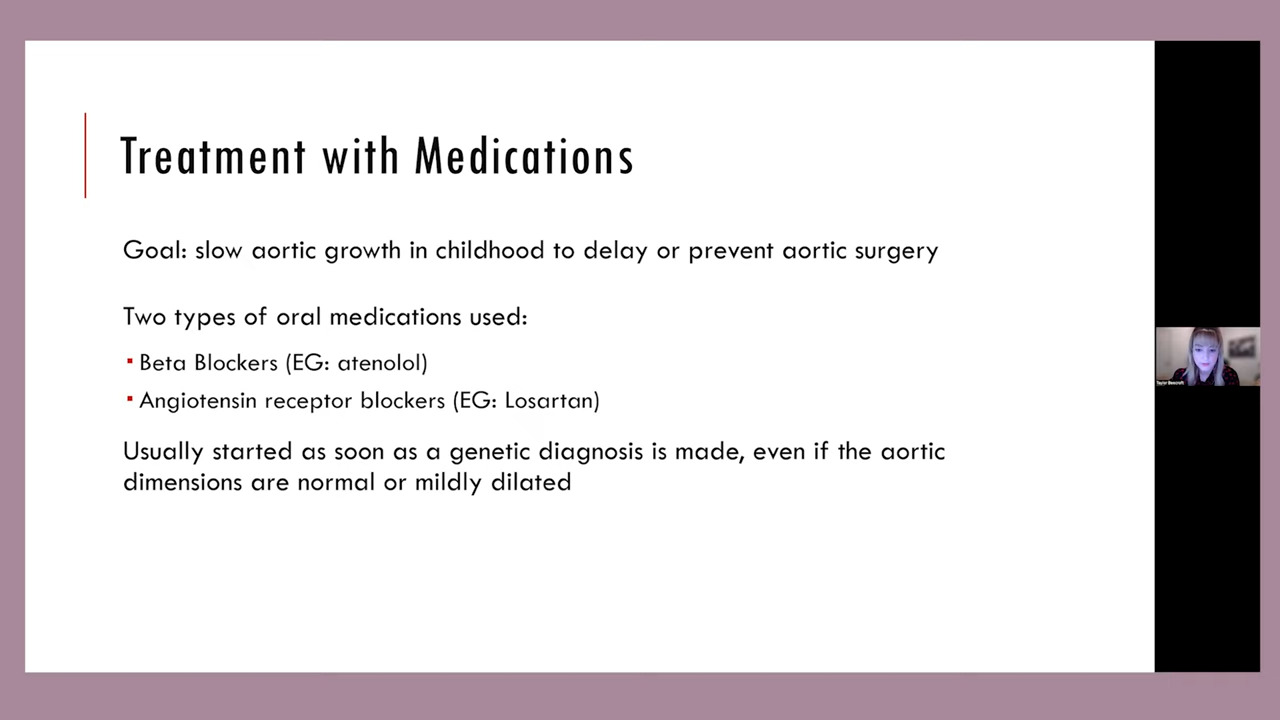 Treatment with Medications
Goal: slow aortic growth in childhood to delay or prevent aortic surgery
Two types of oral medications used:
▪ Beta Blockers (EG: atenolol)
▪ Angiotensin receptor blockers (EG: Losartan)
Usually started as soon as a genetic diagnosis is made, even if the aortic
dimensions are normal or mildly dilated
Taylor Beecroft